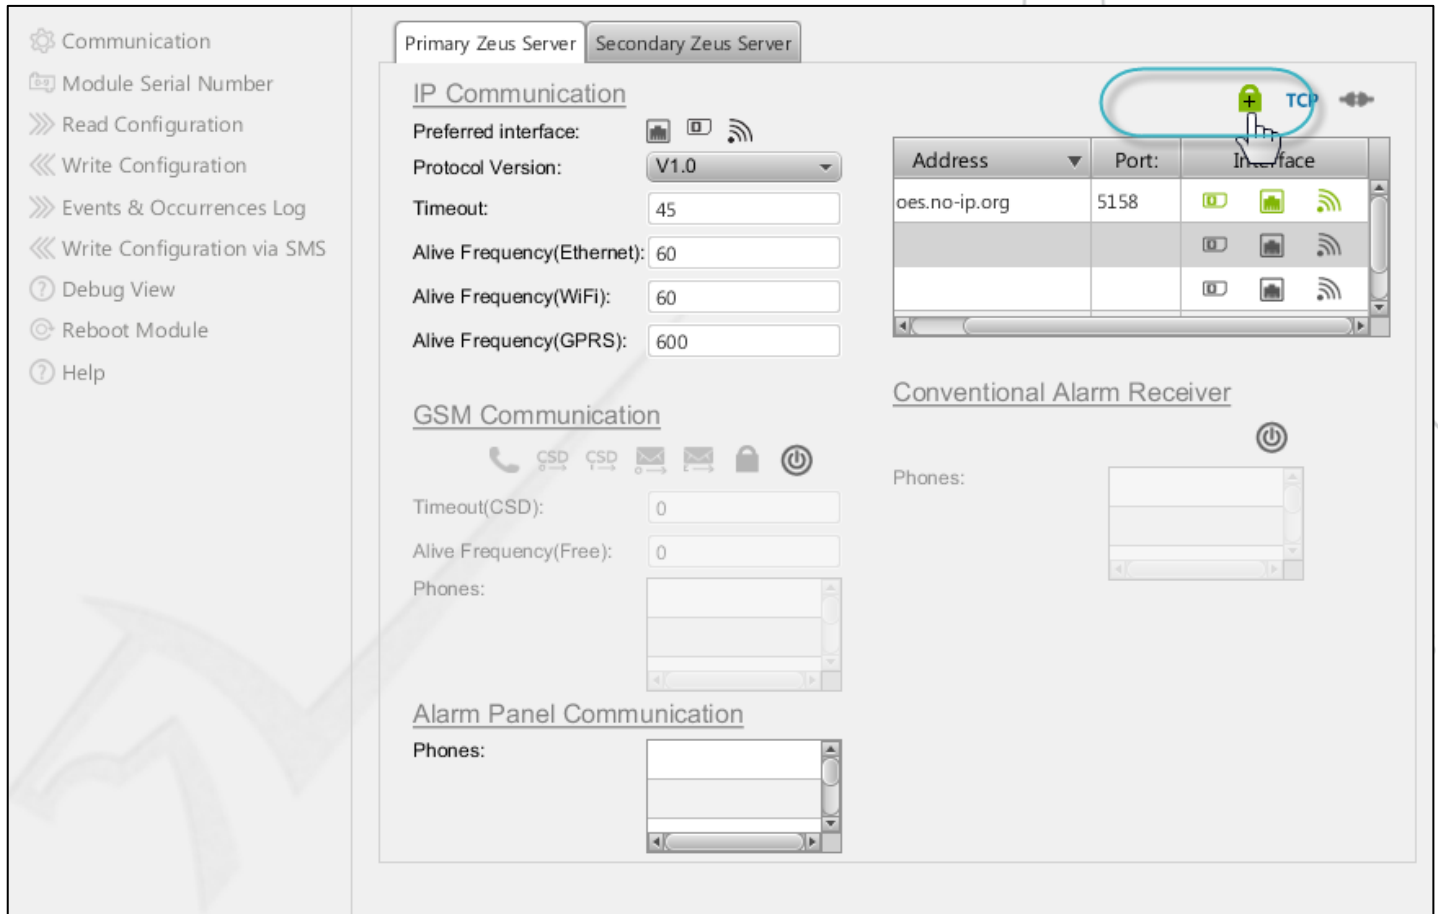 Communication
Module Serial Number
Read Configuration
Write Configuration
Events & Occurrences Log
Write Configuration via SMS
Debug View
Reboot Module
Help
Primary Zeus Server
Secondary Zeus Server
IP Communication
TCP
Preferred interface:
Protocol Version:
V1.0
Timeout:
45
Alive Frequency(Ethernet):
60
Alive Frequency(WiFi):
60
Alive Frequency(GPRS):
600
Address
Port:
Interface
oes.no-ip.org
5158
GSM Communication
CSD
CSD
Timeout(CSD):
0
Alive Frequency(Free):
0
Phones:
Conventional Alarm Receiver
Phones:
Alarm Panel Communication
Phones: